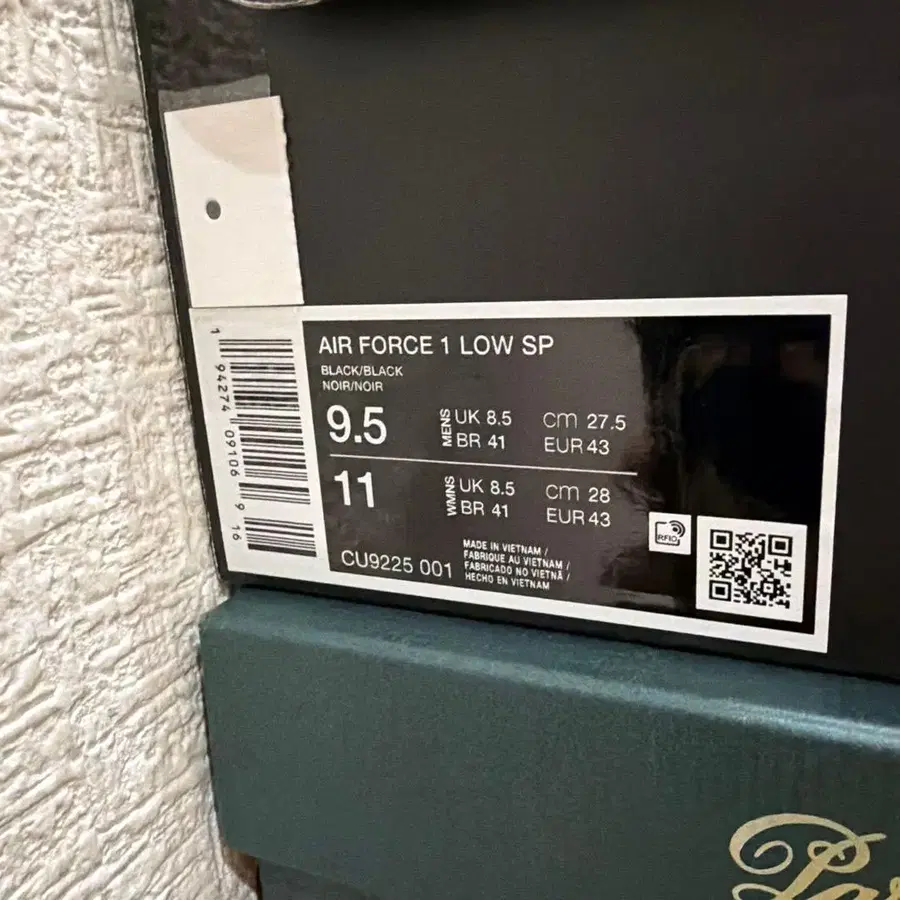 AIR FORCE 1 LOW SP
BLACK/BLACK
NOIR/NOIR
9.5 MENS UK 8.5 cm 27.5
BR 41 EUR 43
11 WMNS UK 8.5 cm 28
BR 41 EUR 43
CU9225 001
MADE IN VIETNAM /
FABRIQUE AU VIETNAM /
FABRICADO NO VIETNÃ /
HECHO EN VIETNAM
RFID
1 94274 09106 9 16